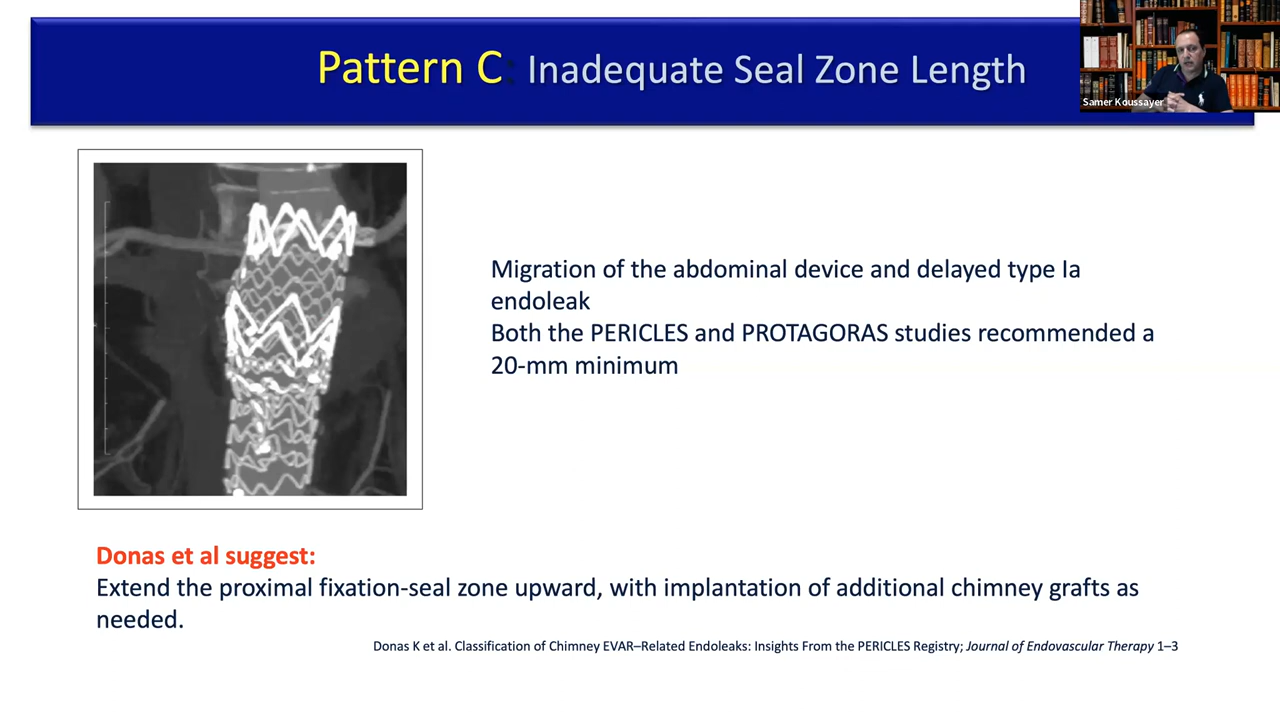 Pattern C: Inadequate Seal Zone Length
Samer Koussayer
Migration of the abdominal device and delayed type Ia
endoleak
Both the PERICLES and PROTAGORAS studies recommended a
20-mm minimum
Donas et al suggest:
Extend the proximal fixation-seal zone upward, with implantation of additional chimney grafts as
needed.
Donas K et al. Classification of Chimney EVAR–Related Endoleaks: Insights From the PERICLES Registry; Journal of Endovascular Therapy 1–3